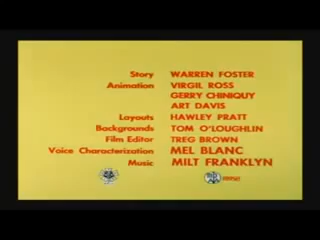 Story WARREN FOSTER
Animation VIRGIL ROSS
GERRY CHINIQUY
ART DAVIS
Layouts HAWLEY PRATT
Backgrounds TOM O'LOUGHLIN
Film Editor TREG BROWN
Voice Characterization MEL BLANC
Music MILT FRANKLYN